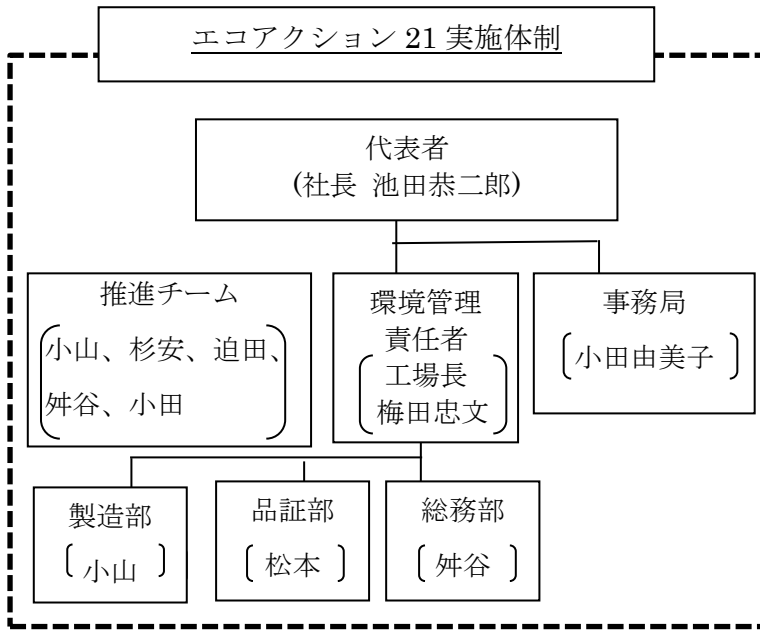 エコアクション 21 実施体制
代表者
(社長 池田恭二郎)
推進チーム
小山、杉安、迫田、
舛谷、小田
環境管理
責任者
工場長
梅田忠文
事務局
小田由美子
製造部
小山
品証部
松本
総務部
舛谷